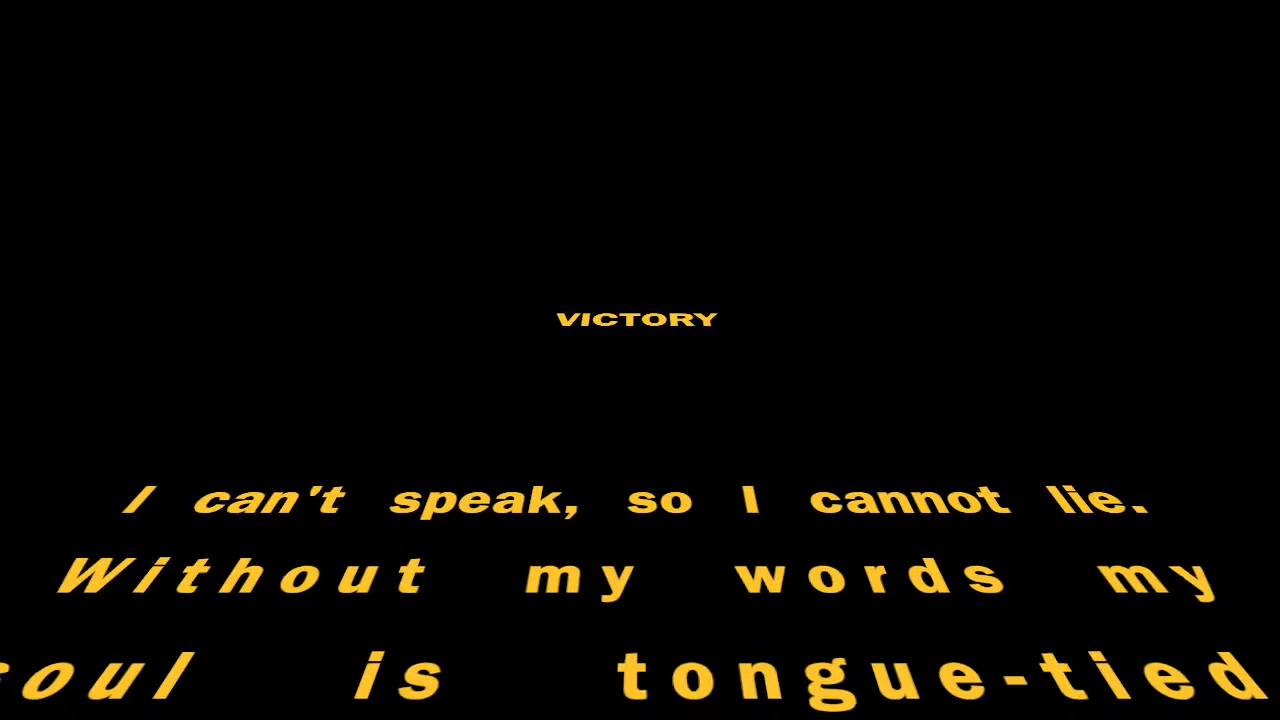 VICTORY
I can't speak, so I cannot lie.
Without my words my
soul is tongue-tied